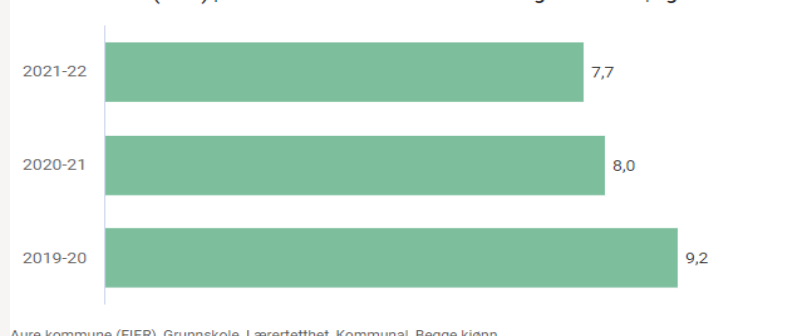 2021-22 7,7
2020-21 8,0
2019-20 9,2
Aure kommune (EIER), Grunnskole, Lærertetthet, Kommunal, Begge kjønn